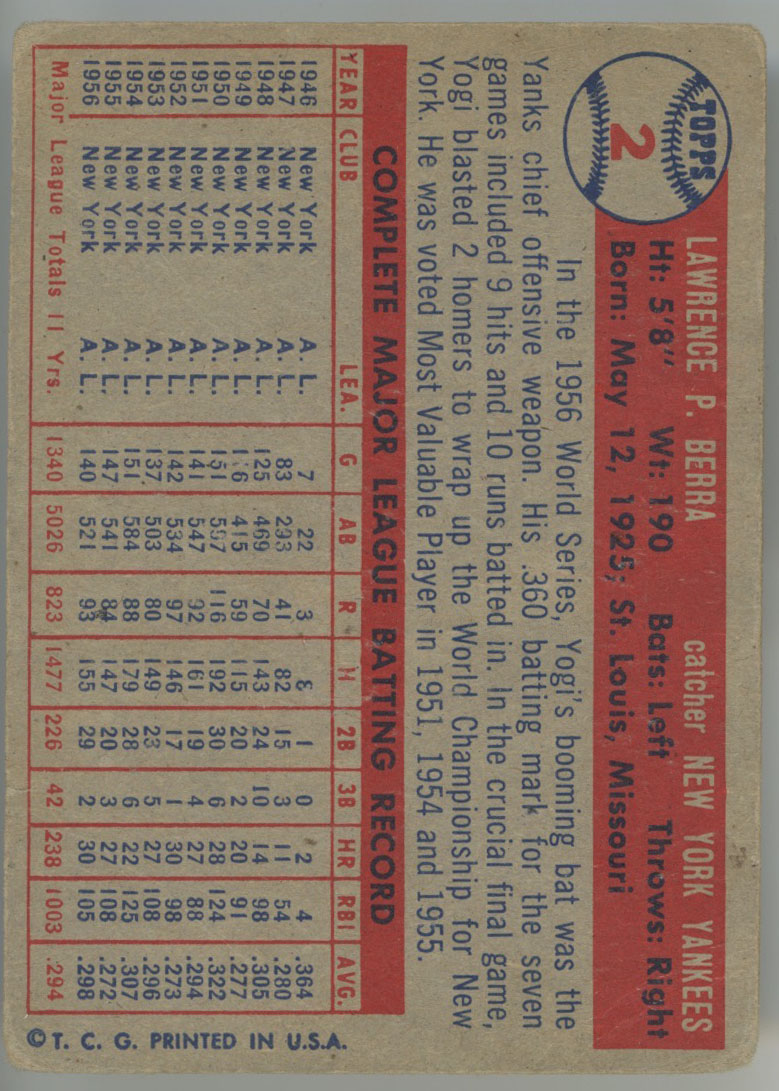 TOPPS
2
LAWRENCE P. BERRA catcher NEW YORK YANKEES
Ht: 5'8" Wt: 190 Bats: Left Throws: Right
Born: May 12, 1925; St. Louis, Missouri
In the 1956 World Series, Yogi's booming bat was the
Yanks chief offensive weapon. His .360 batting mark for the seven
games included 9 hits and 10 runs batted in. In the crucial final game,
Yogi blasted 2 homers to wrap up the World Championship for New
York. He was voted Most Valuable Player in 1951, 1954 and 1955.
COMPLETE MAJOR LEAGUE BATTING RECORD
YEAR CLUB LEA. G AB R H 2B 3B HR RBI AVG.
1946 New York A. L. 7 22 3 8 1 0 2 4 .364
1947 New York A. L. 83 293 41 82 15 3 11 54 .280
1948 New York A. L. 125 469 70 143 24 10 14 98 .305
1949 New York A. L. 116 415 59 115 20 2 20 91 .277
1950 New York A. L. 151 597 116 192 30 6 28 124 .322
1951 New York A. L. 141 547 92 161 19 4 27 88 .294
1952 New York A. L. 142 534 97 146 17 1 30 98 .273
1953 New York A. L. 137 503 80 149 23 5 27 108 .296
1954 New York A. L. 151 584 88 179 28 6 22 125 .307
1955 New York A. L. 147 541 84 147 20 3 27 108 .272
1956 New York A. L. 140 521 93 155 29 2 30 105 .298
Major League Totals 11 Yrs. 1340 5026 823 1477 226 42 238 1003 .294
© T. C. G. PRINTED IN U.S.A.